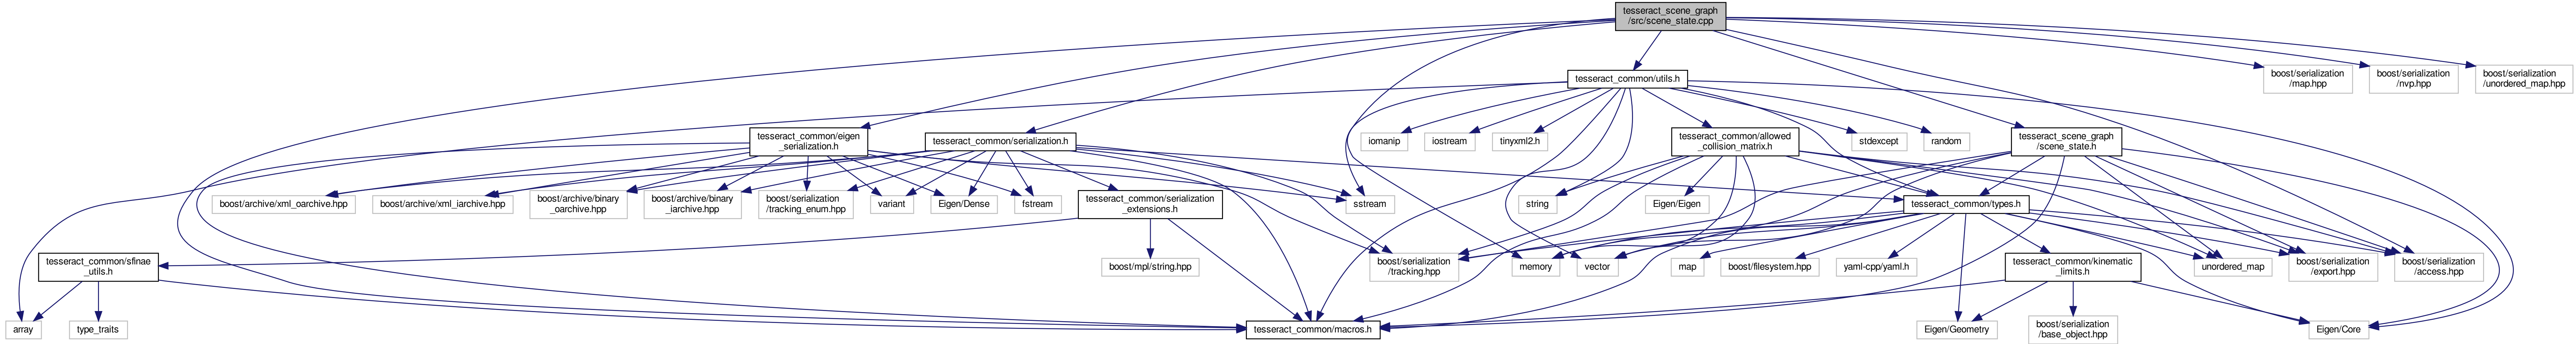 tesseract_scene_graph
/src/scene_state.cpp
tesseract_common/utils.h
boost/serialization
/map.hpp
boost/serialization
/nvp.hpp
boost/serialization
/unordered_map.hpp
tesseract_common/eigen
_serialization.h
tesseract_common/serialization.h
iomanip
iostream
tinyxml2.h
tesseract_common/allowed
_collision_matrix.h
stdexcept
random
tesseract_scene_graph
/scene_state.h
boost/archive/xml_oarchive.hpp
boost/archive/xml_iarchive.hpp
boost/archive/binary
_oarchive.hpp
boost/archive/binary
_iarchive.hpp
boost/serialization
/tracking_enum.hpp
variant
Eigen/Dense
fstream
tesseract_common/serialization
_extensions.h
sstream
string
Eigen/Eigen
tesseract_common/types.h
tesseract_common/sfinae
_utils.h
boost/mpl/string.hpp
boost/serialization
/tracking.hpp
memory
vector
map
boost/filesystem.hpp
yaml-cpp/yaml.h
tesseract_common/kinematic
_limits.h
unordered_map
boost/serialization
/export.hpp
boost/serialization
/access.hpp
array
type_traits
tesseract_common/macros.h
Eigen/Geometry
boost/serialization
/base_object.hpp
Eigen/Core